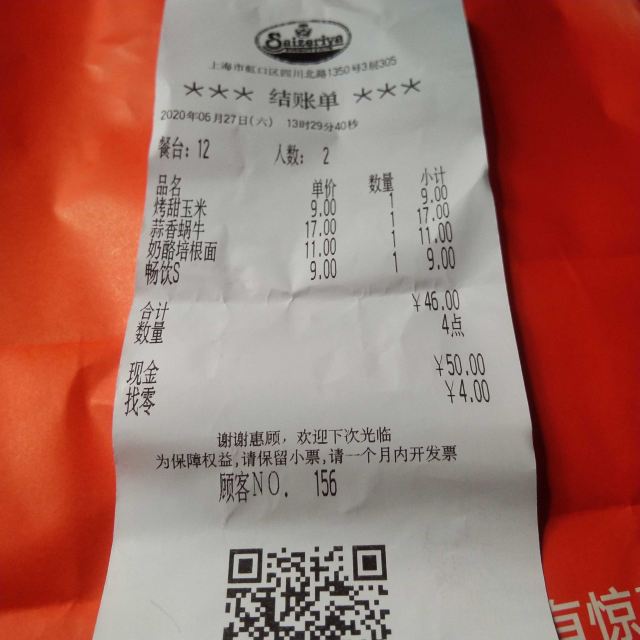 Saizeriya
上海市虹口区四川北路1350号3层305
*** 结账单 ***
2020年06月27日(六) 13时29分40秒
餐台: 12 人数: 2
品名 单价 数量 小计
烤甜玉米 9.00 1 9.00
蒜香蜗牛 17.00 1 17.00
奶酪培根面 11.00 1 11.00
畅饮S 9.00 1 9.00
合计 ￥46.00
数量 4点
现金 ￥50.00
找零 ￥4.00
谢谢惠顾，欢迎下次光临
为保障权益,请保留小票,请一个月内开发票
顾客NO. 156
有惊